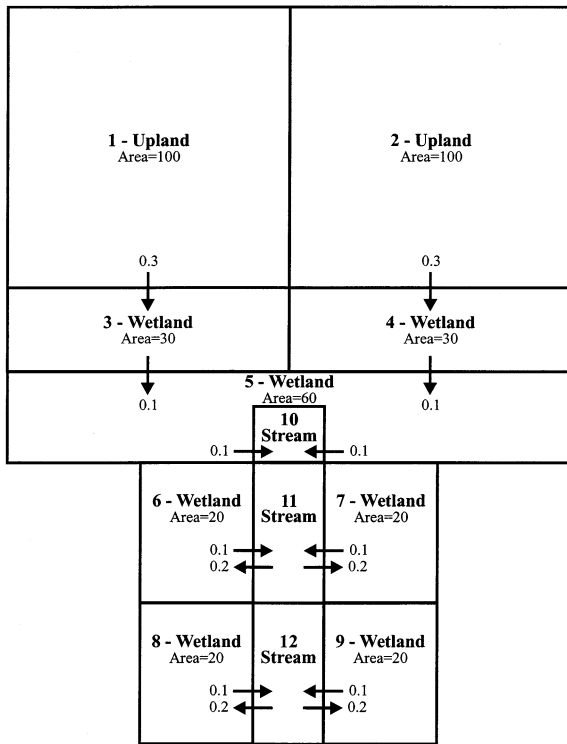 1 - Upland
Area=100
2 - Upland
Area=100
0.3
0.3
3 - Wetland
Area=30
4 - Wetland
Area=30
0.1
5 - Wetland
Area=60
0.1
10
Stream
0.1
0.1
6 - Wetland
Area=20
11
Stream
7 - Wetland
Area=20
0.1
0.1
0.2
0.2
8 - Wetland
Area=20
12
Stream
9 - Wetland
Area=20
0.1
0.1
0.2
0.2